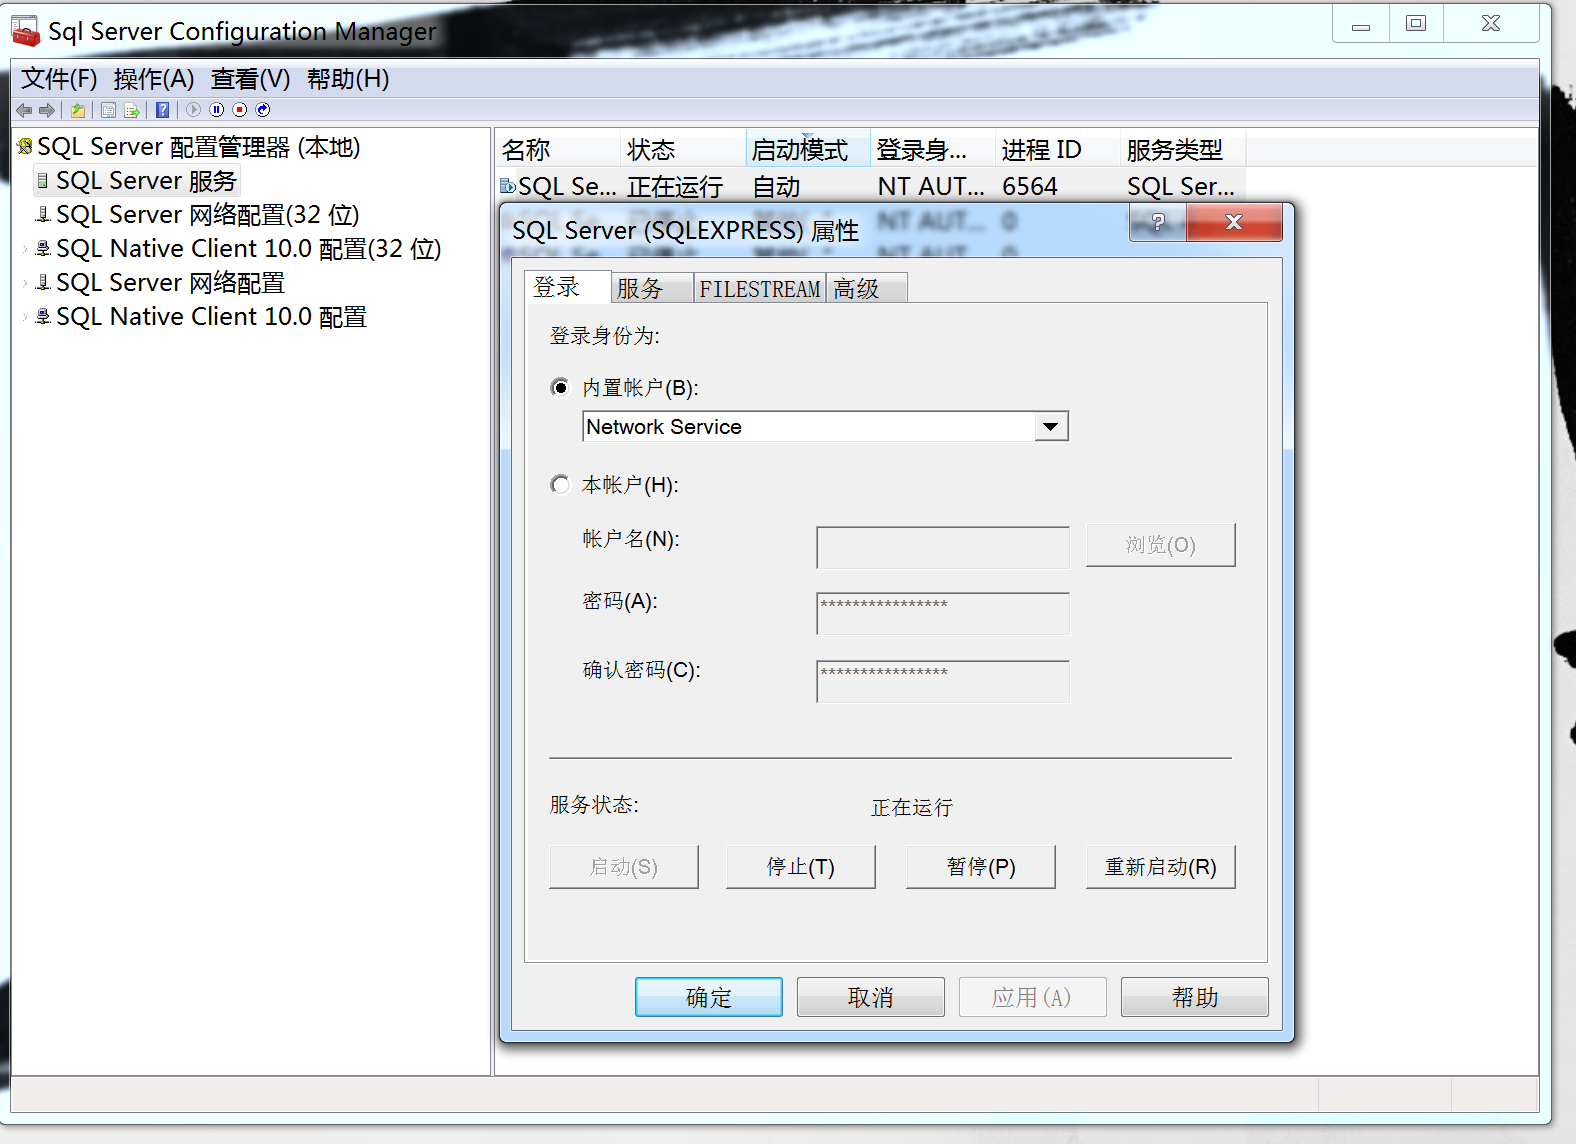 Sql Server Configuration Manager
文件(F) 操作(A) 查看(V) 帮助(H)
SQL Server 配置管理器 (本地)
SQL Server 服务
SQL Server 网络配置(32 位)
SQL Native Client 10.0 配置(32 位)
SQL Server 网络配置
SQL Native Client 10.0 配置
名称 状态 启动模式 登录身... 进程 ID 服务类型
SQL Se... 正在运行 自动 NT AUT... 6564 SQL Ser...
NT AUT... 0
SQL Server (SQLEXPRESS) 属性
登录 服务 FILESTREAM 高级
登录身份为:
内置帐户(B):
Network Service
本帐户(H):
帐户名(N):
浏览(O)
密码(A):
****************
确认密码(C):
****************
服务状态:
正在运行
启动(S) 停止(T) 暂停(P) 重新启动(R)
确定 取消 应用(A) 帮助